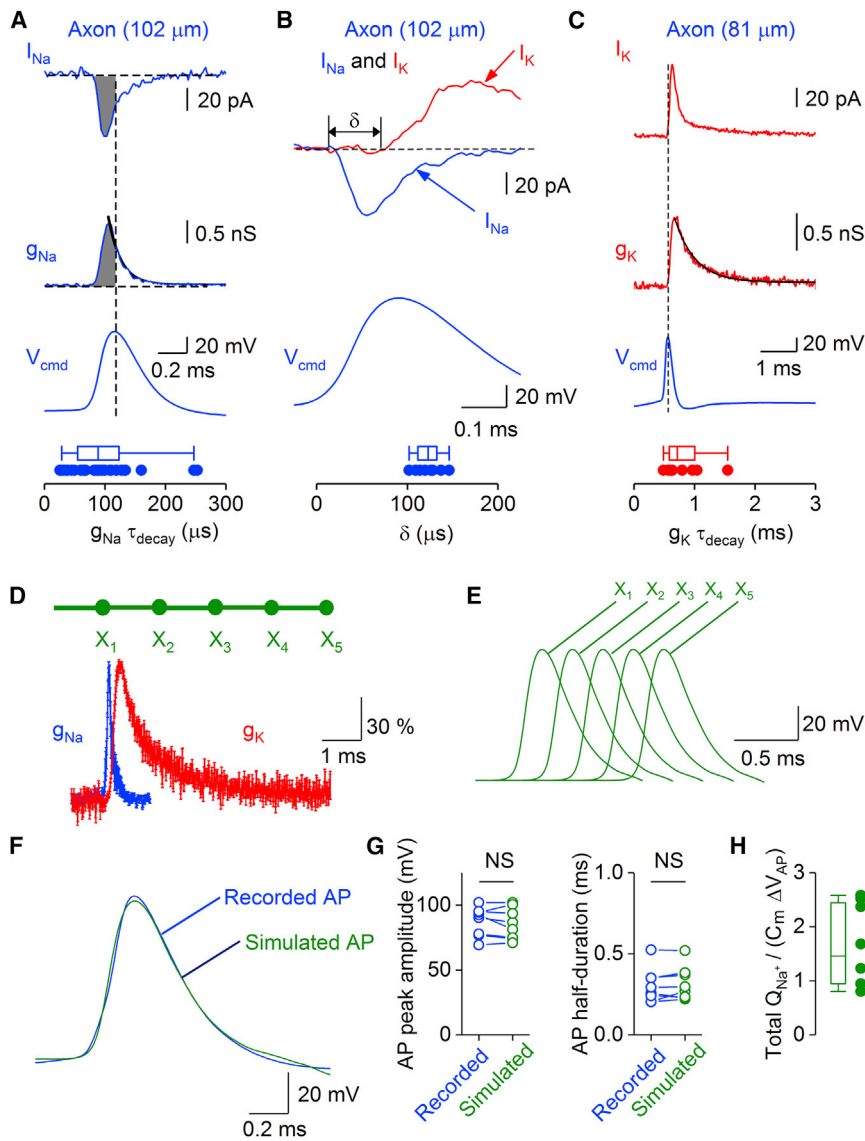 A
Axon (102 μm)
I_Na
20 pA
g_Na
0.5 nS
V_cmd
20 mV
0.2 ms
0 100 200 300
g_Na τ_decay (μs)
B
Axon (102 μm)
I_Na and I_K
I_K
δ
20 pA
I_Na
V_cmd
20 mV
0.1 ms
0 100 200
δ (μs)
C
Axon (81 μm)
I_K
20 pA
g_K
0.5 nS
V_cmd
20 mV
1 ms
0 1 2 3
g_K τ_decay (ms)
D
X_1 X_2 X_3 X_4 X_5
g_Na
g_K
30 %
1 ms
E
X_1 X_2 X_3 X_4 X_5
20 mV
0.5 ms
F
Recorded AP
Simulated AP
20 mV
0.2 ms
G
NS
AP peak amplitude (mV)
100
50
0
Recorded
Simulated
NS
AP half-duration (ms)
1.0
0.5
0.0
Recorded
Simulated
H
Total Q_Na+ / (C_m ΔV_AP)
3
2
1
0